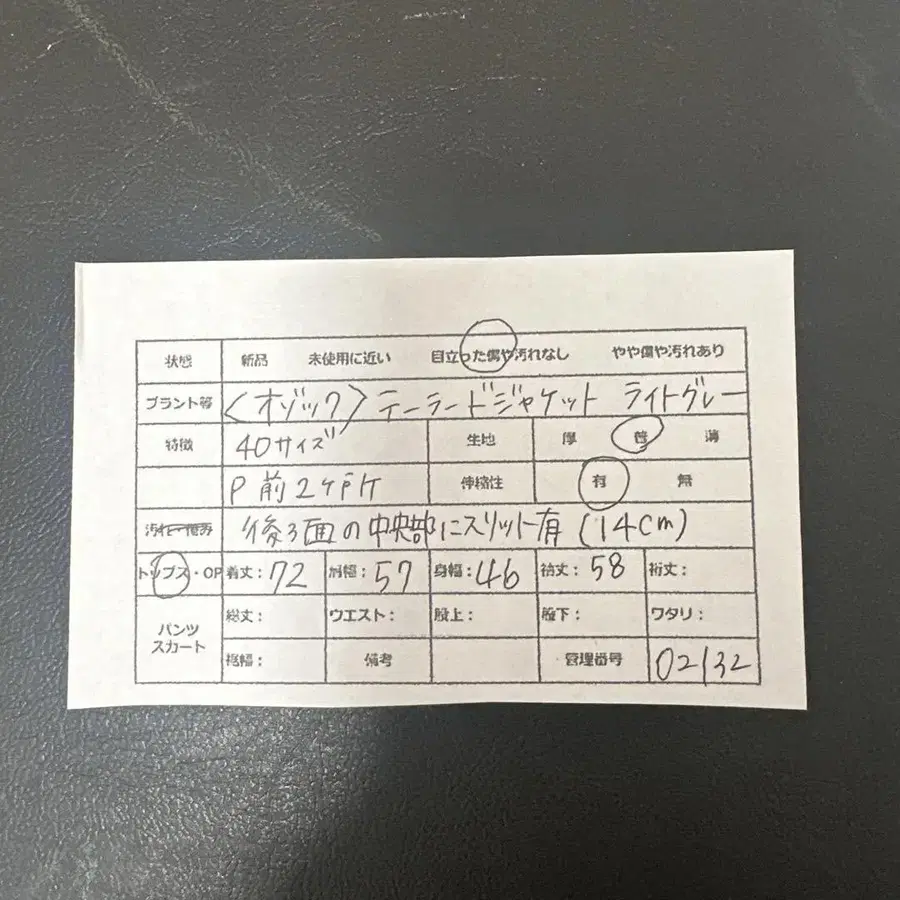 状態 新品 未使用に近い 目立った傷や汚れなし やや傷や汚れあり
ブランド等 〈オゾック〉テーラードジャケット ライトグレー
特徴 40サイズ 生地 厚 普 薄
P 前2ヶ所 伸縮性 有 無
汚れ・傷み 後ろ面の中央部にスリット有(14cm)
トップス・OP 着丈:72 肩幅:57 身幅:46 袖丈:58 裄丈:
パンツ スカート 総丈: ウエスト: 股上: 股下: ワタリ:
裾幅: 備考 管理番号 02132